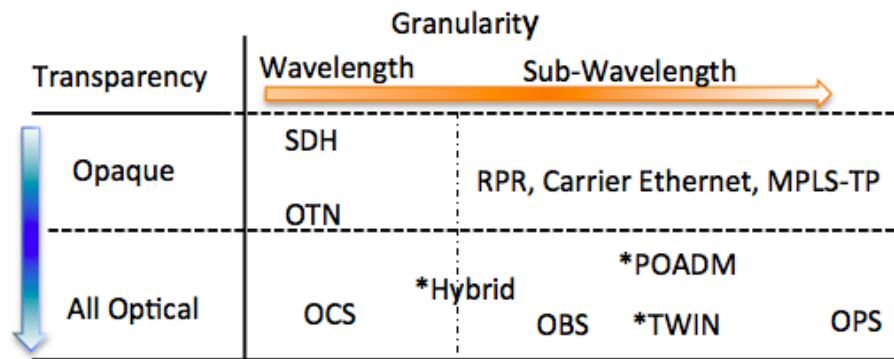 Granularity
Transparency
Wavelength
Sub-Wavelength
Opaque
SDH
OTN
RPR, Carrier Ethernet, MPLS-TP
All Optical
OCS
*Hybrid
OBS
*POADM
*TWIN
OPS